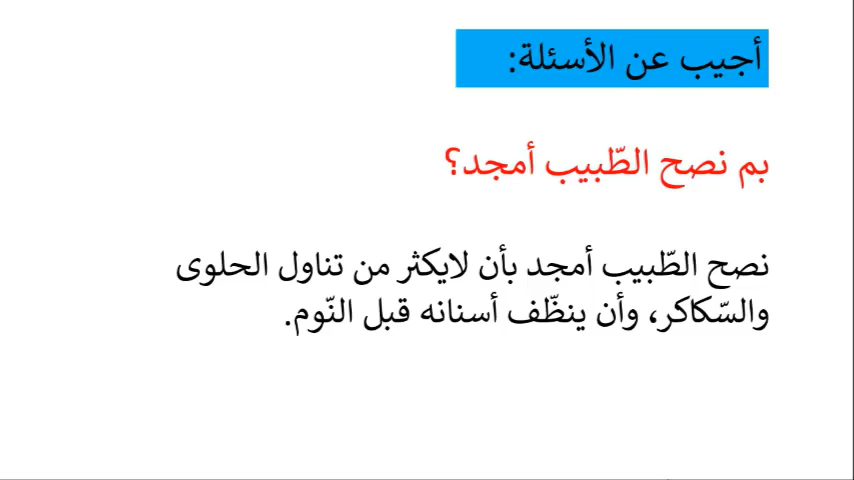 أجيب عن الأسئلة:
بم نصح الطّبيب أمجد؟
نصح الطّبيب أمجد بأن لايكثر من تناول الحلوى
والسّكاكر، وأن ينظّف أسنانه قبل النّوم.